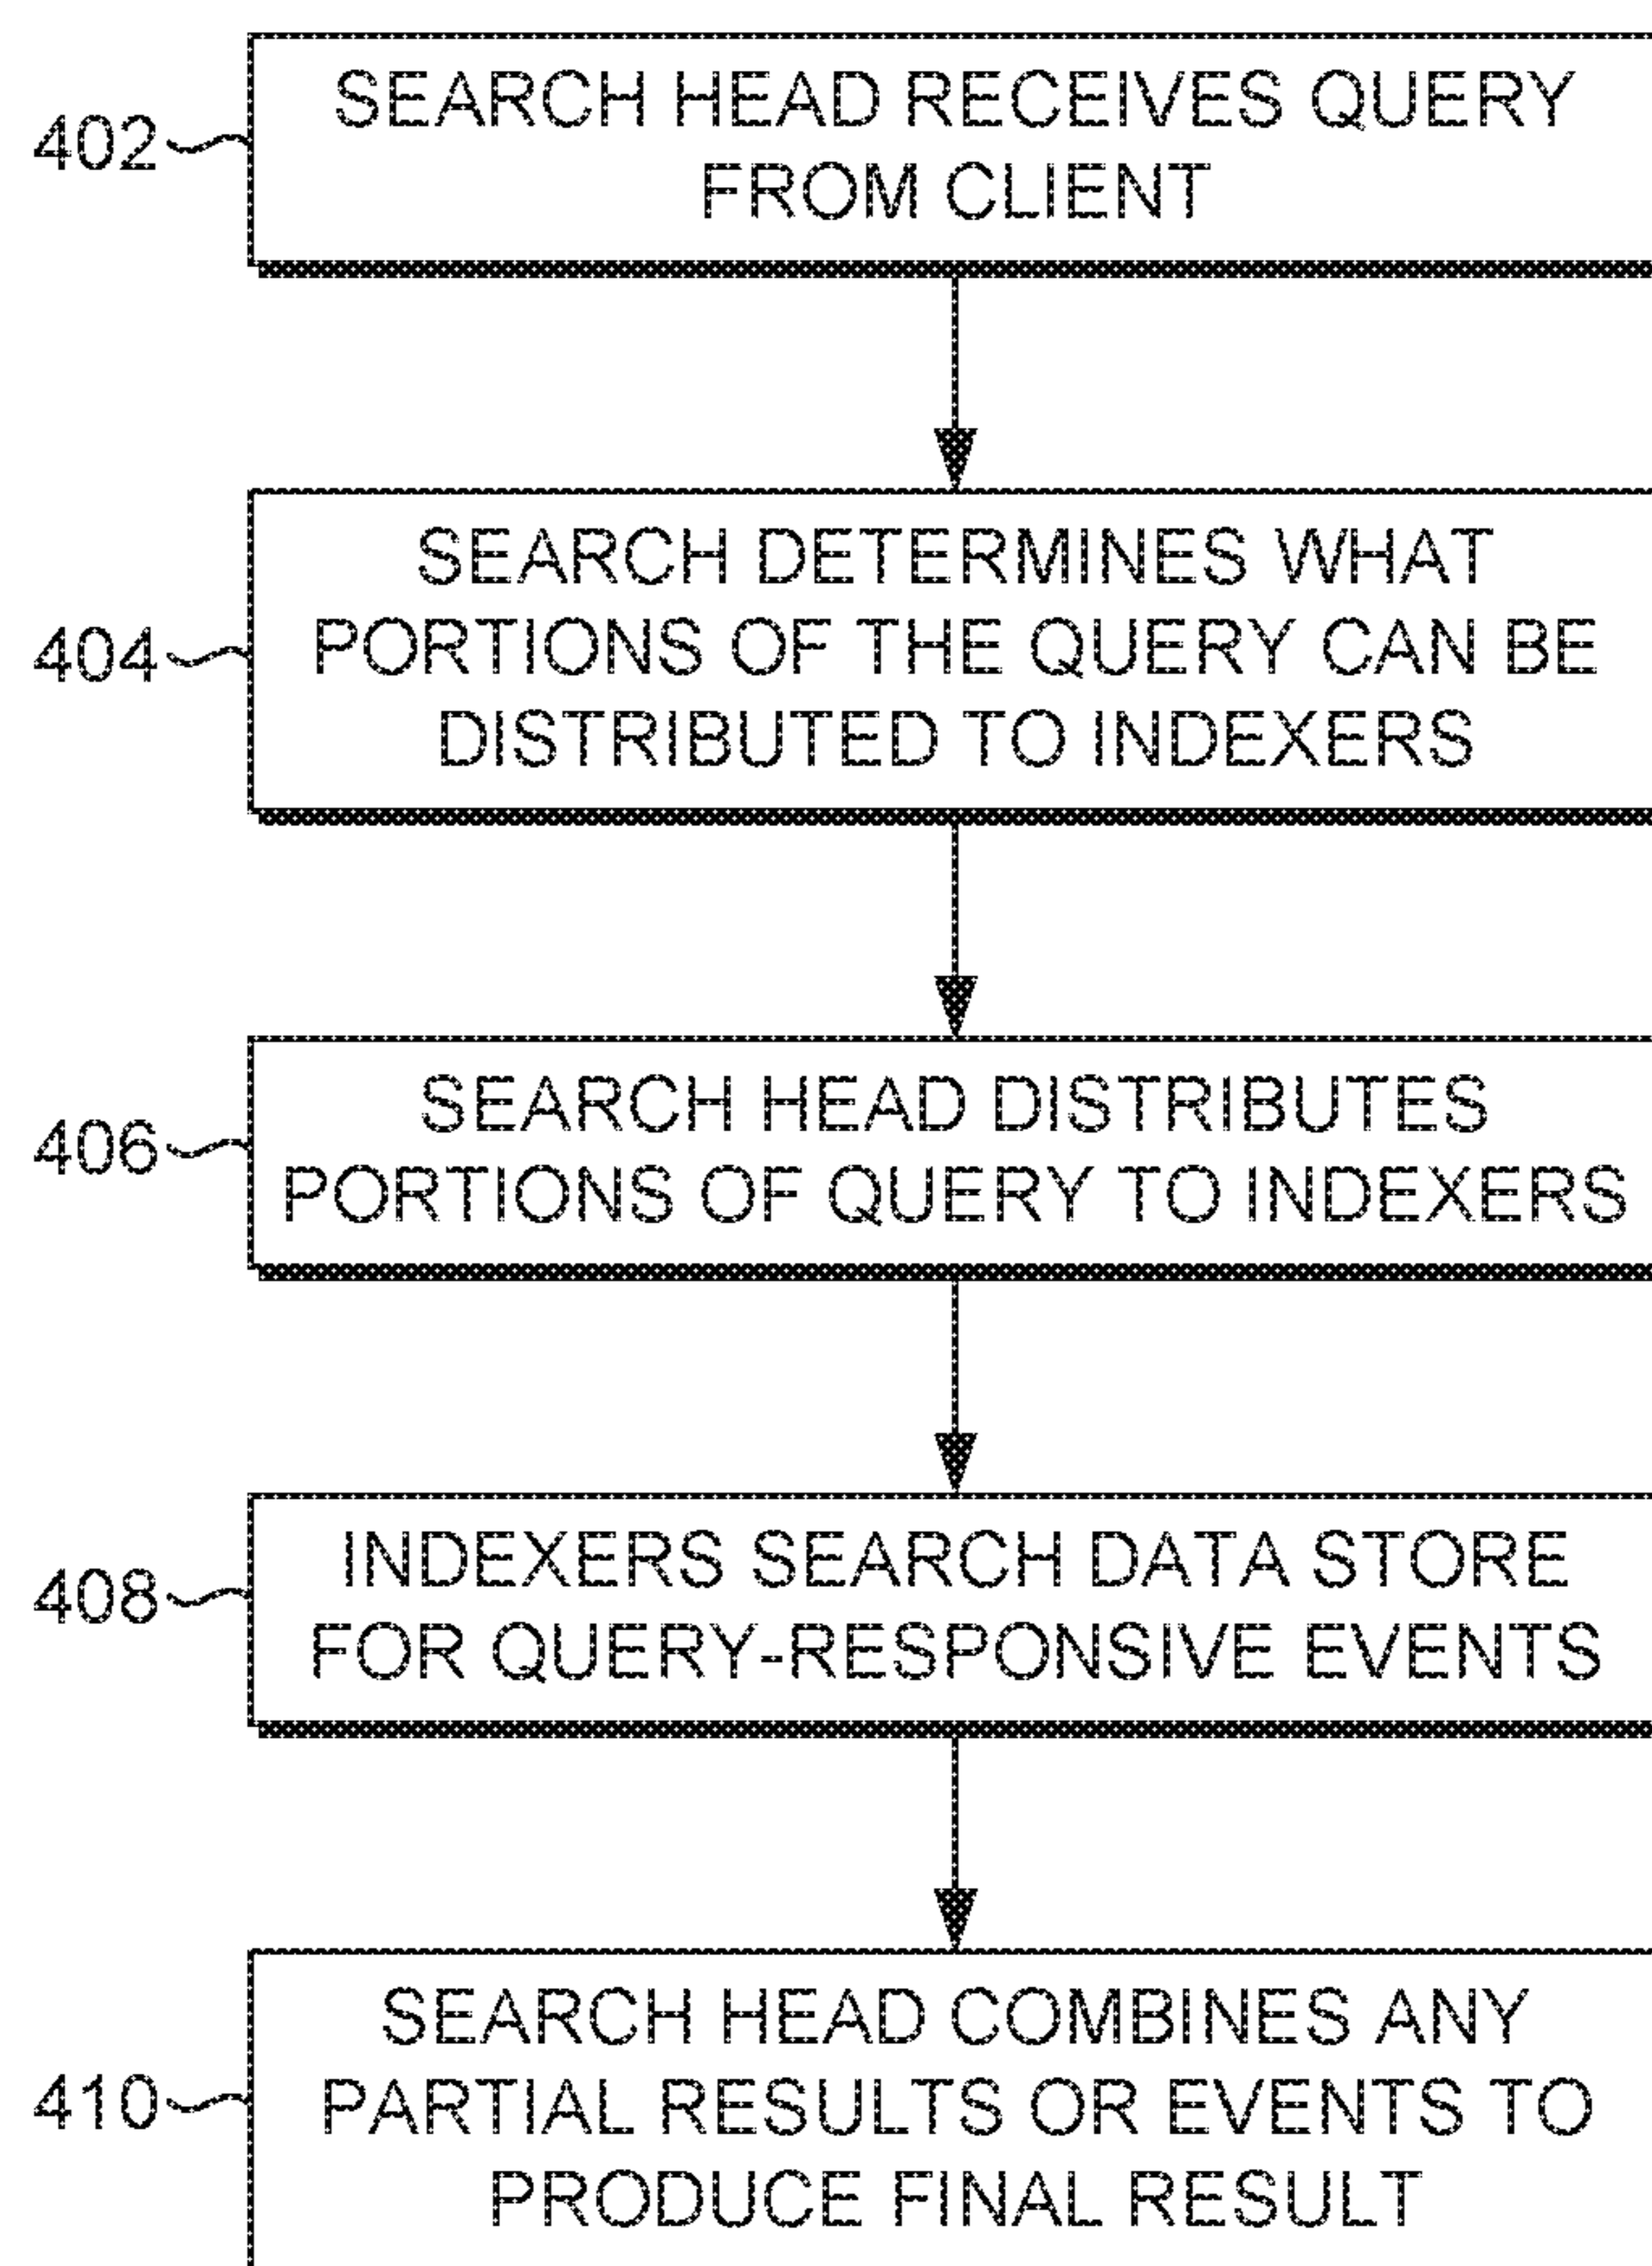 SEARCH HEAD RECEIVES QUERY
402
FROM CLIENT
SEARCH DETERMINES WHAT
404
PORTIONS OF THE QUERY CAN BE
DISTRIBUTED TO INDEXERS
SEARCH HEAD DISTRIBUTES
406
PORTIONS OF QUERY TO INDEXERS
INDEXERS SEARCH DATA STORE
408
FOR QUERY-RESPONSIVE EVENTS
SEARCH HEAD COMBINES ANY
410
PARTIAL RESULTS OR EVENTS TO
PRODUCE FINAL RESULT